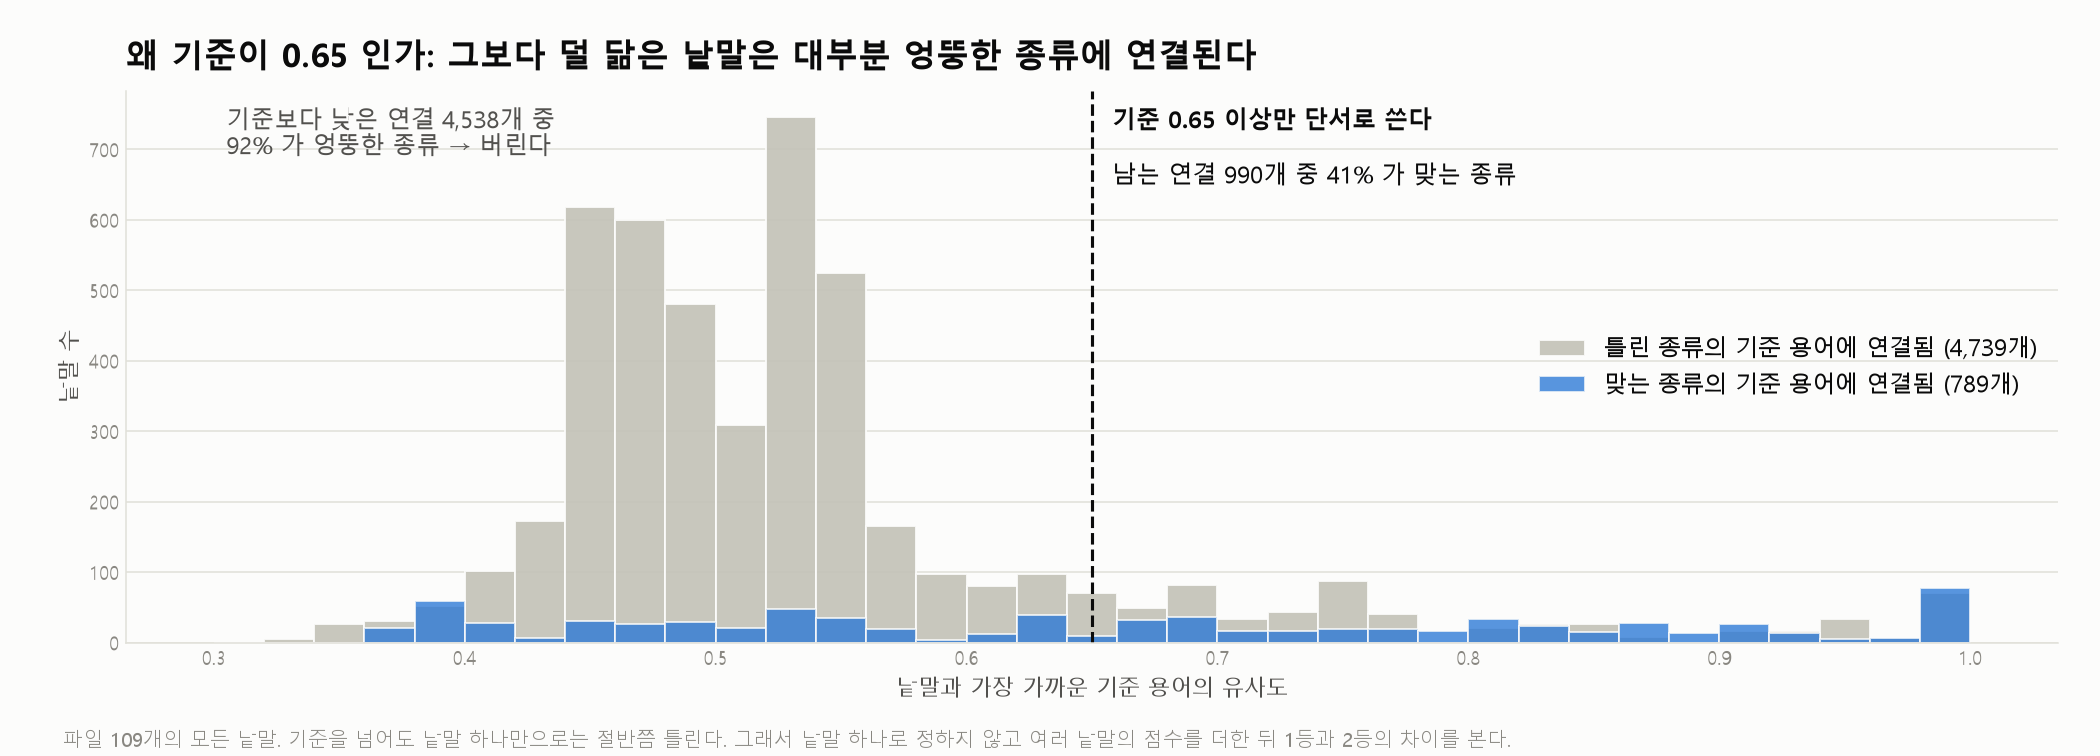 왜 기준이 0.65 인가: 그보다 덜 닮은 낱말은 대부분 엉뚱한 종류에 연결된다
기준보다 낮은 연결 4,538개 중
92% 가 엉뚱한 종류 → 버린다
기준 0.65 이상만 단서로 쓴다
남는 연결 990개 중 41% 가 맞는 종류
700
600
500
400
300
200
100
0
낱말 수
틀린 종류의 기준 용어에 연결됨 (4,739개)
맞는 종류의 기준 용어에 연결됨 (789개)
0.3 0.4 0.5 0.6 0.7 0.8 0.9 1.0
낱말과 가장 가까운 기준 용어의 유사도
파일 109개의 모든 낱말. 기준을 넘어도 낱말 하나만으로는 절반쯤 틀린다. 그래서 낱말 하나로 정하지 않고 여러 낱말의 점수를 더한 뒤 1등과 2등의 차이를 본다.